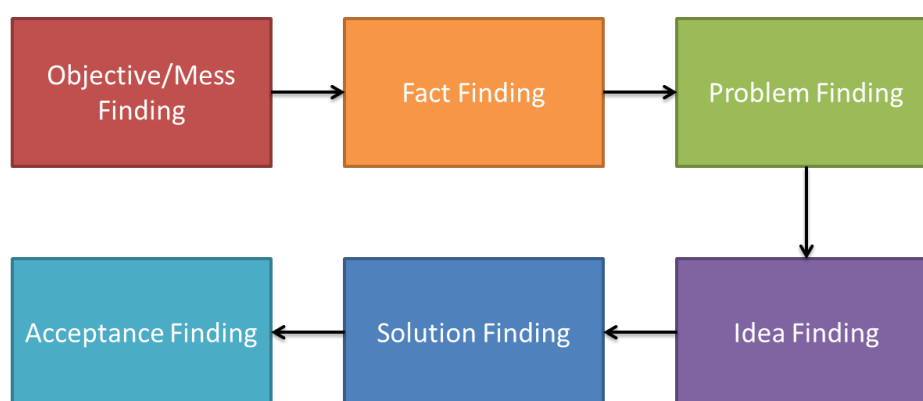 Objective/Mess
Finding
Fact Finding
Problem Finding
Idea Finding
Solution Finding
Acceptance Finding